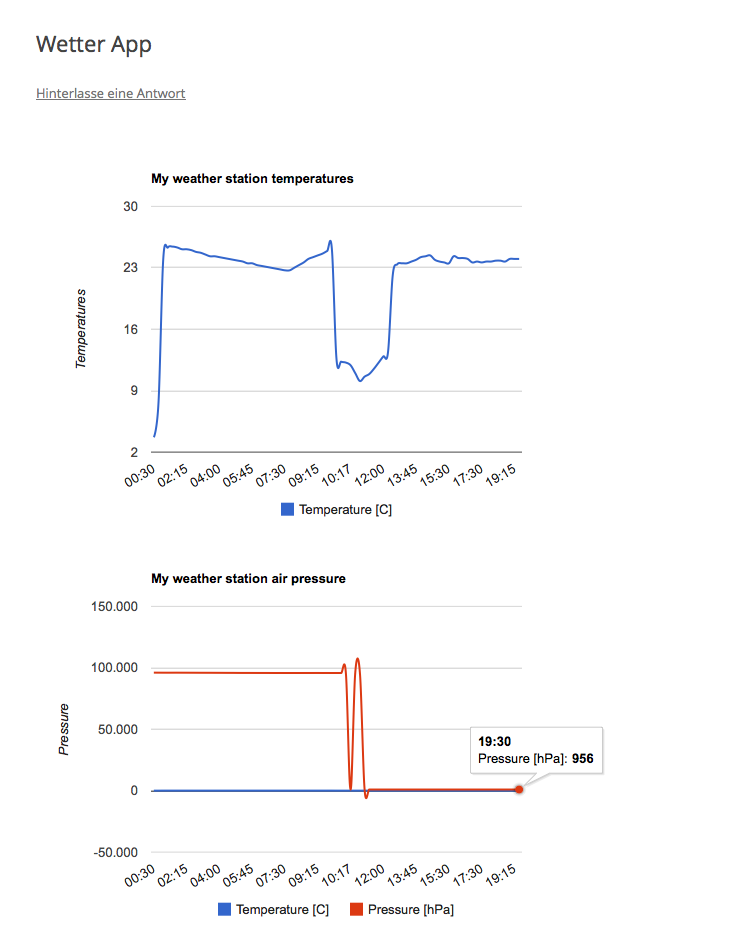 Wetter App
Hinterlasse eine Antwort
My weather station temperatures
30
23
16
9
2
Temperatures
00:30 02:15 04:00 05:45 07:30 09:15 10:17 12:00 13:45 15:30 17:30 19:15
Temperature [C]
My weather station air pressure
150.000
100.000
50.000
0
-50.000
Pressure
19:30
Pressure [hPa]: 956
00:30 02:15 04:00 05:45 07:30 09:15 10:17 12:00 13:45 15:30 17:30 19:15
Temperature [C] Pressure [hPa]